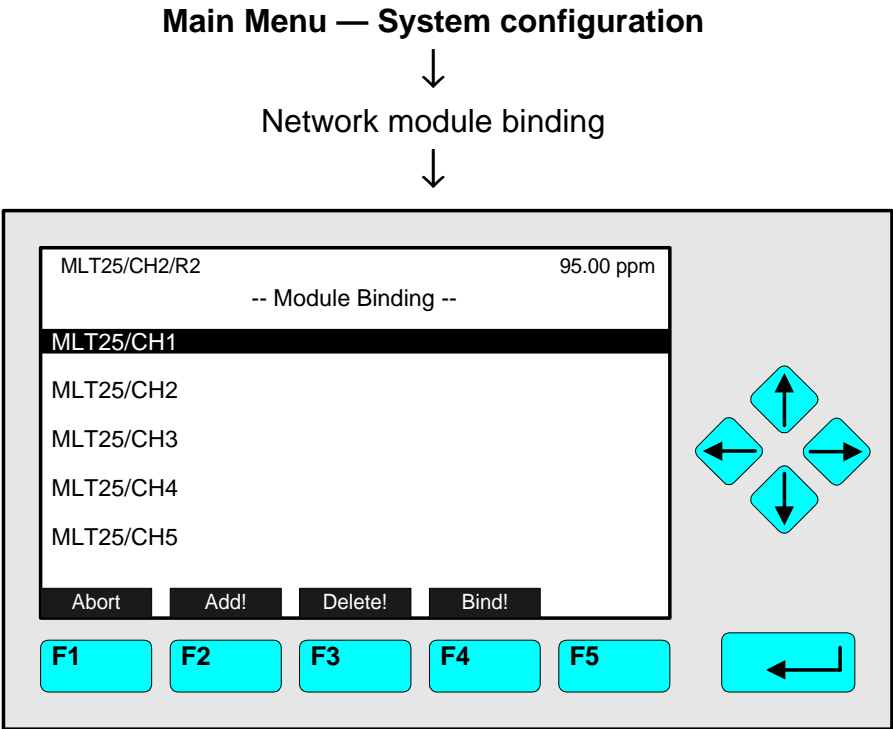 Main Menu — System configuration
Network module binding
MLT25/CH2/R2 95.00 ppm
-- Module Binding --
MLT25/CH1
MLT25/CH2
MLT25/CH3
MLT25/CH4
MLT25/CH5
Abort Add! Delete! Bind!
F1 F2 F3 F4 F5